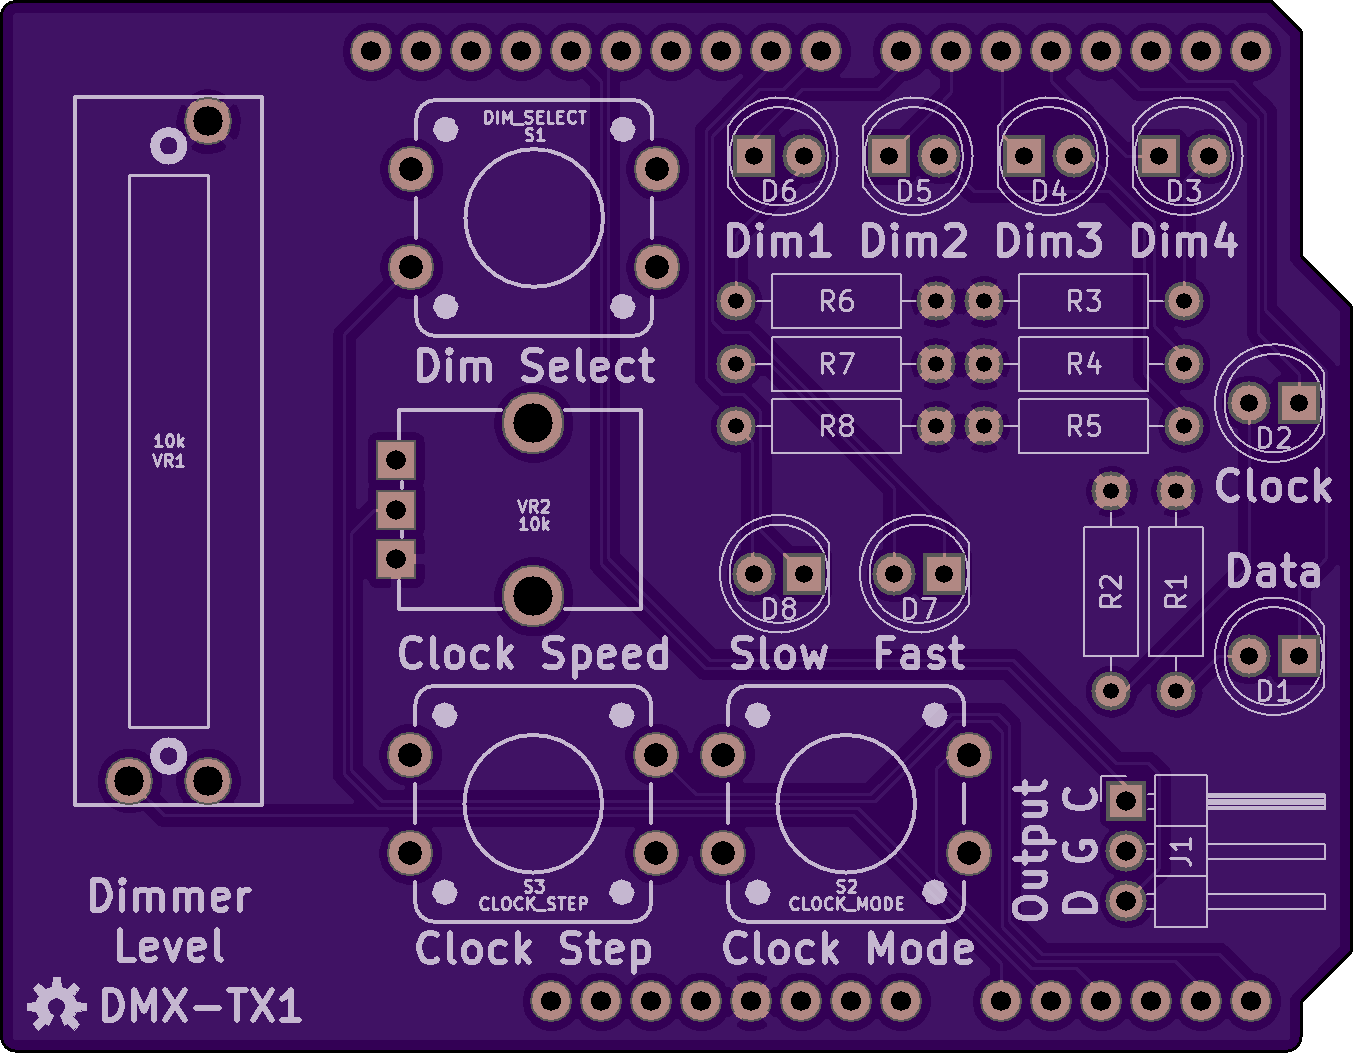 DIM_SELECT
S1
D6
D5
D4
D3
Dim1 Dim2 Dim3 Dim4
R6
R3
R7
R4
R8
R5
Dim Select
10k
VR1
VR2
10k
D2
Clock
D8
D7
Slow
Fast
R2
R1
Data
D1
Clock Speed
Output
C
G
D
J1
S3
CLOCK_STEP
S2
CLOCK_MODE
Dimmer
Level
Clock Step
Clock Mode
DMX-TX1